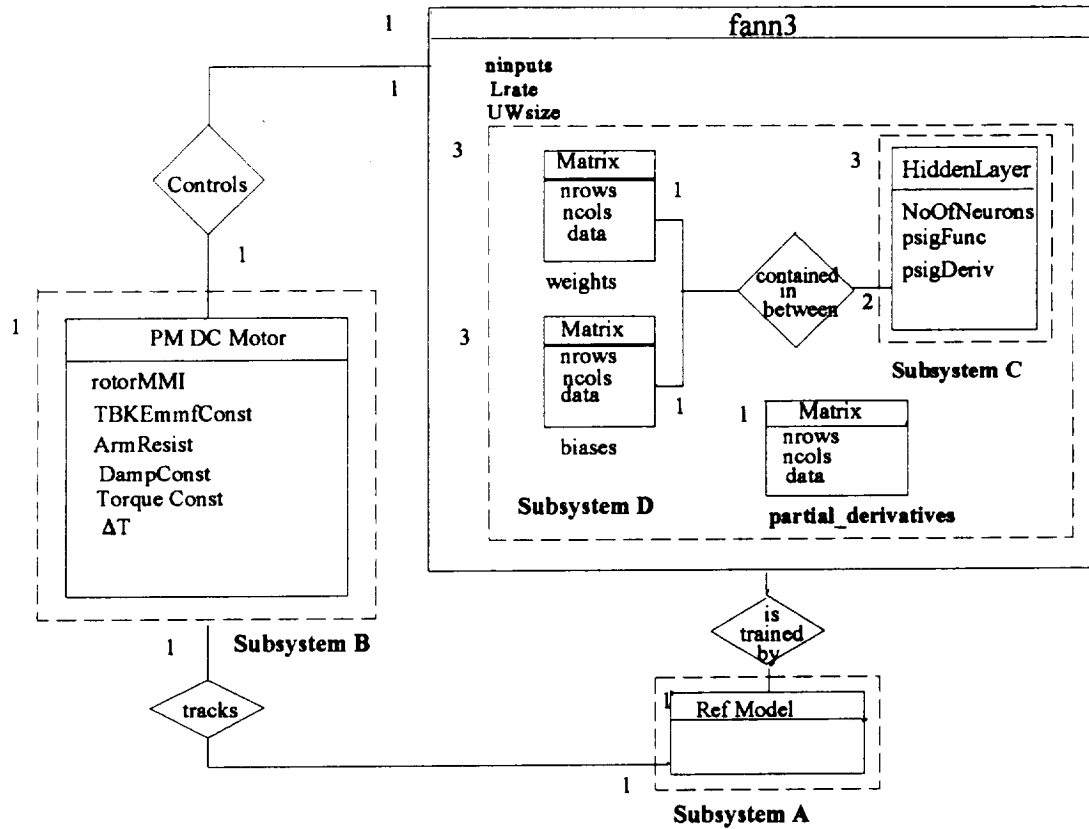 1
fann3
1
ninputs
Lrate
UWsize
3
Matrix
nrows
ncols
data
weights
1
3
HiddenLayer
NoOfNeurons
psigFunc
psigDeriv
Controls
1
contained
in
between
2
Subsystem C
3
Matrix
nrows
ncols
data
biases
1
1
Matrix
nrows
ncols
data
partial_derivatives
Subsystem D
1
PM DC Motor
rotorMMI
TBKEmmfConst
ArmResist
DampConst
Torque Const
ΔT
Subsystem B
1
tracks
is
trained
by
1
Ref Model
1
Subsystem A